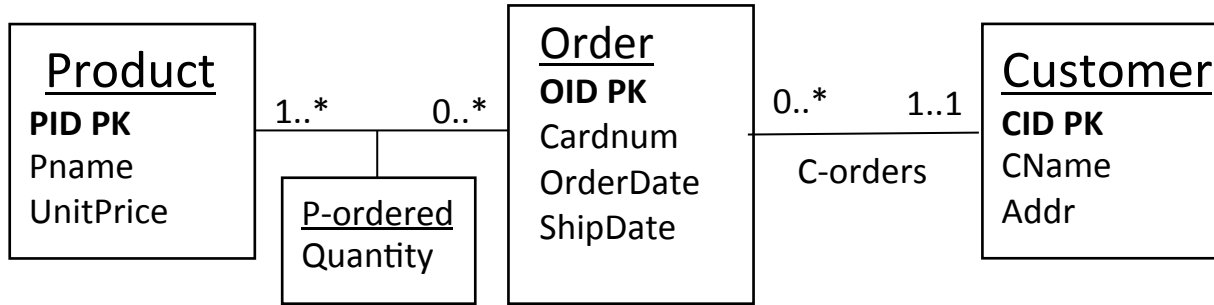 Product
PID PK
Pname
UnitPrice
1..*
0..*
P-ordered
Quantity
Order
OID PK
Cardnum
OrderDate
ShipDate
0..*
1..1
C-orders
Customer
CID PK
CName
Addr